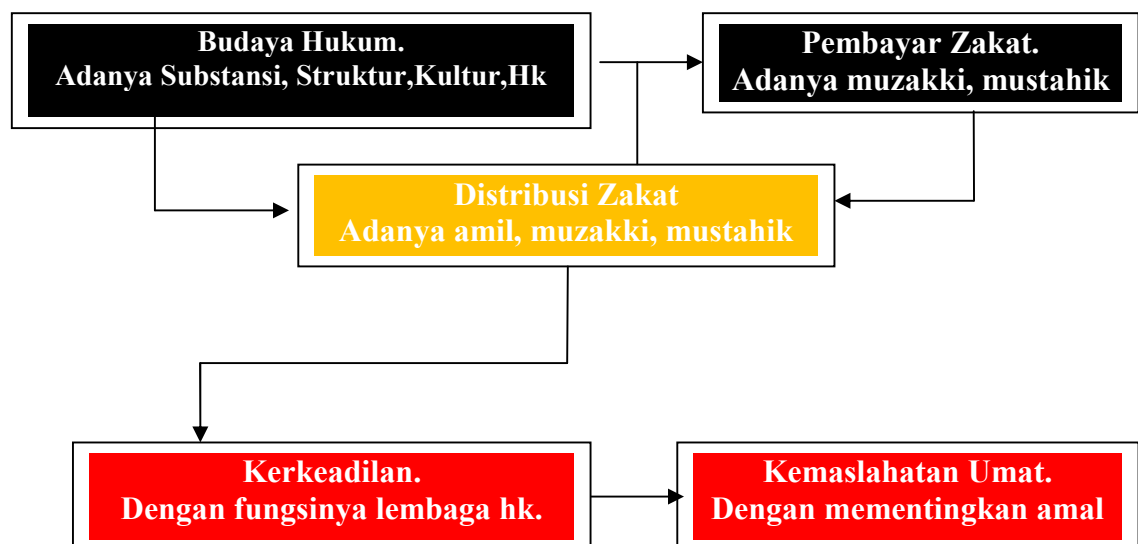 Budaya Hukum.
Adanya Substansi, Struktur,Kultur,Hk
Pembayar Zakat.
Adanya muzakki, mustahik
Distribusi Zakat
Adanya amil, muzakki, mustahik
Kerkeadilan.
Dengan fungsinya lembaga hk.
Kemaslahatan Umat.
Dengan mementingkan amal